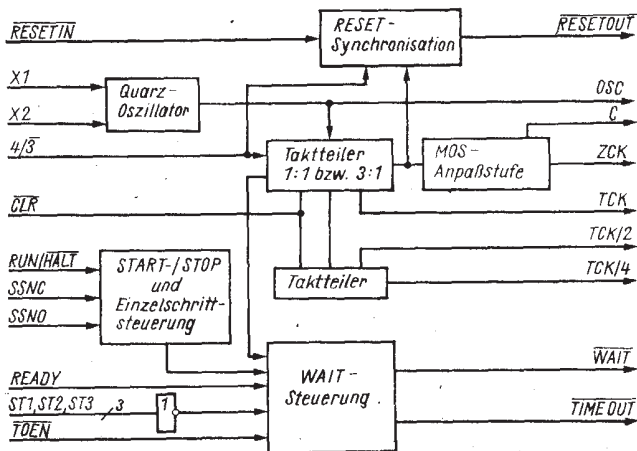 RESETIN
RESET-
Synchronisation
RESETOUT
X1
X2
Quarz-
Oszillator
OSC
C
4/3
Taktteiler
1:1 bzw. 3:1
MOS-
Anpaßstufe
ZCK
CLR
TCK
TCK/2
TCK/4
Taktteiler
RUN/HALT
SSNC
SSNO
START-/STOP
und
Einzelschritt-
steuerung
READY
ST1,ST2,ST3 3
1
TOEN
WAIT-
Steuerung
WAIT
TIMEOUT